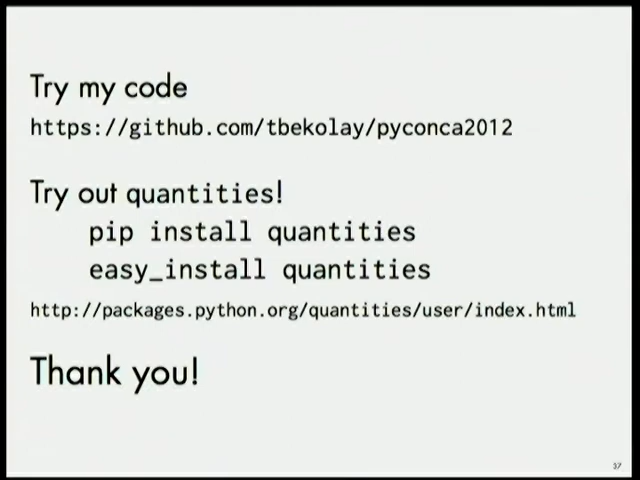 Try my code
https://github.com/tbekolay/pyconca2012
Try out quantities!
pip install quantities
easy_install quantities
http://packages.python.org/quantities/user/index.html
Thank you!
37